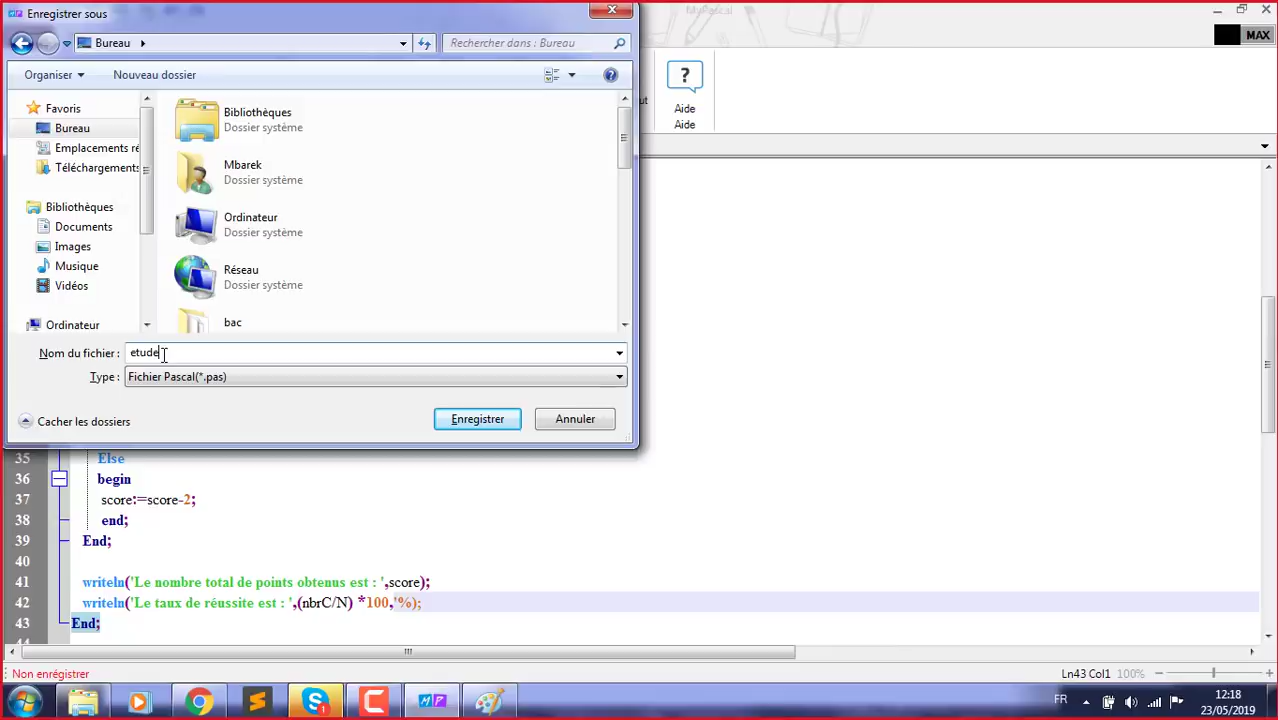 Enregistrer sous
MyPascal
Bureau
Rechercher dans : Bureau
MAX
Organiser
Nouveau dossier
?
?
Aide
Aide
Favoris
Bureau
Emplacements ré
Téléchargements
Bibliothèques
Documents
Images
Musique
Vidéos
Ordinateur
Bibliothèques
Dossier système
Mbarek
Dossier système
Ordinateur
Dossier système
Réseau
Dossier système
bac
Nom du fichier : etude
Type : Fichier Pascal(*.pas)
Cacher les dossiers
Enregistrer
Annuler
35 Else
36 begin
37 score:=score-2;
38 end;
39 End;
40
41 writeln('Le nombre total de points obtenus est : ',score);
42 writeln('Le taux de réussite est : ',(nbrC/N) *100,'%);
43 End;
Non enrégistrer
Ln43 Col1 100%
FR
12:18
23/05/2019